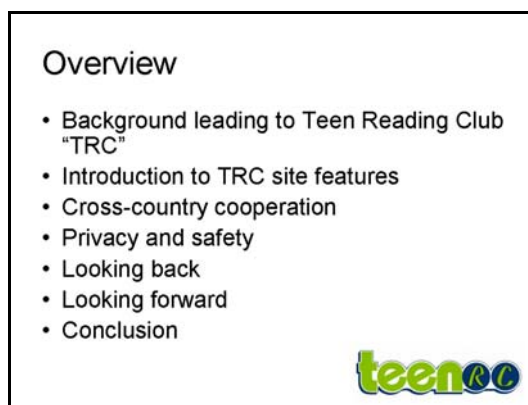 Overview
• Background leading to Teen Reading Club
"TRC"
• Introduction to TRC site features
• Cross-country cooperation
• Privacy and safety
• Looking back
• Looking forward
• Conclusion
teenRC